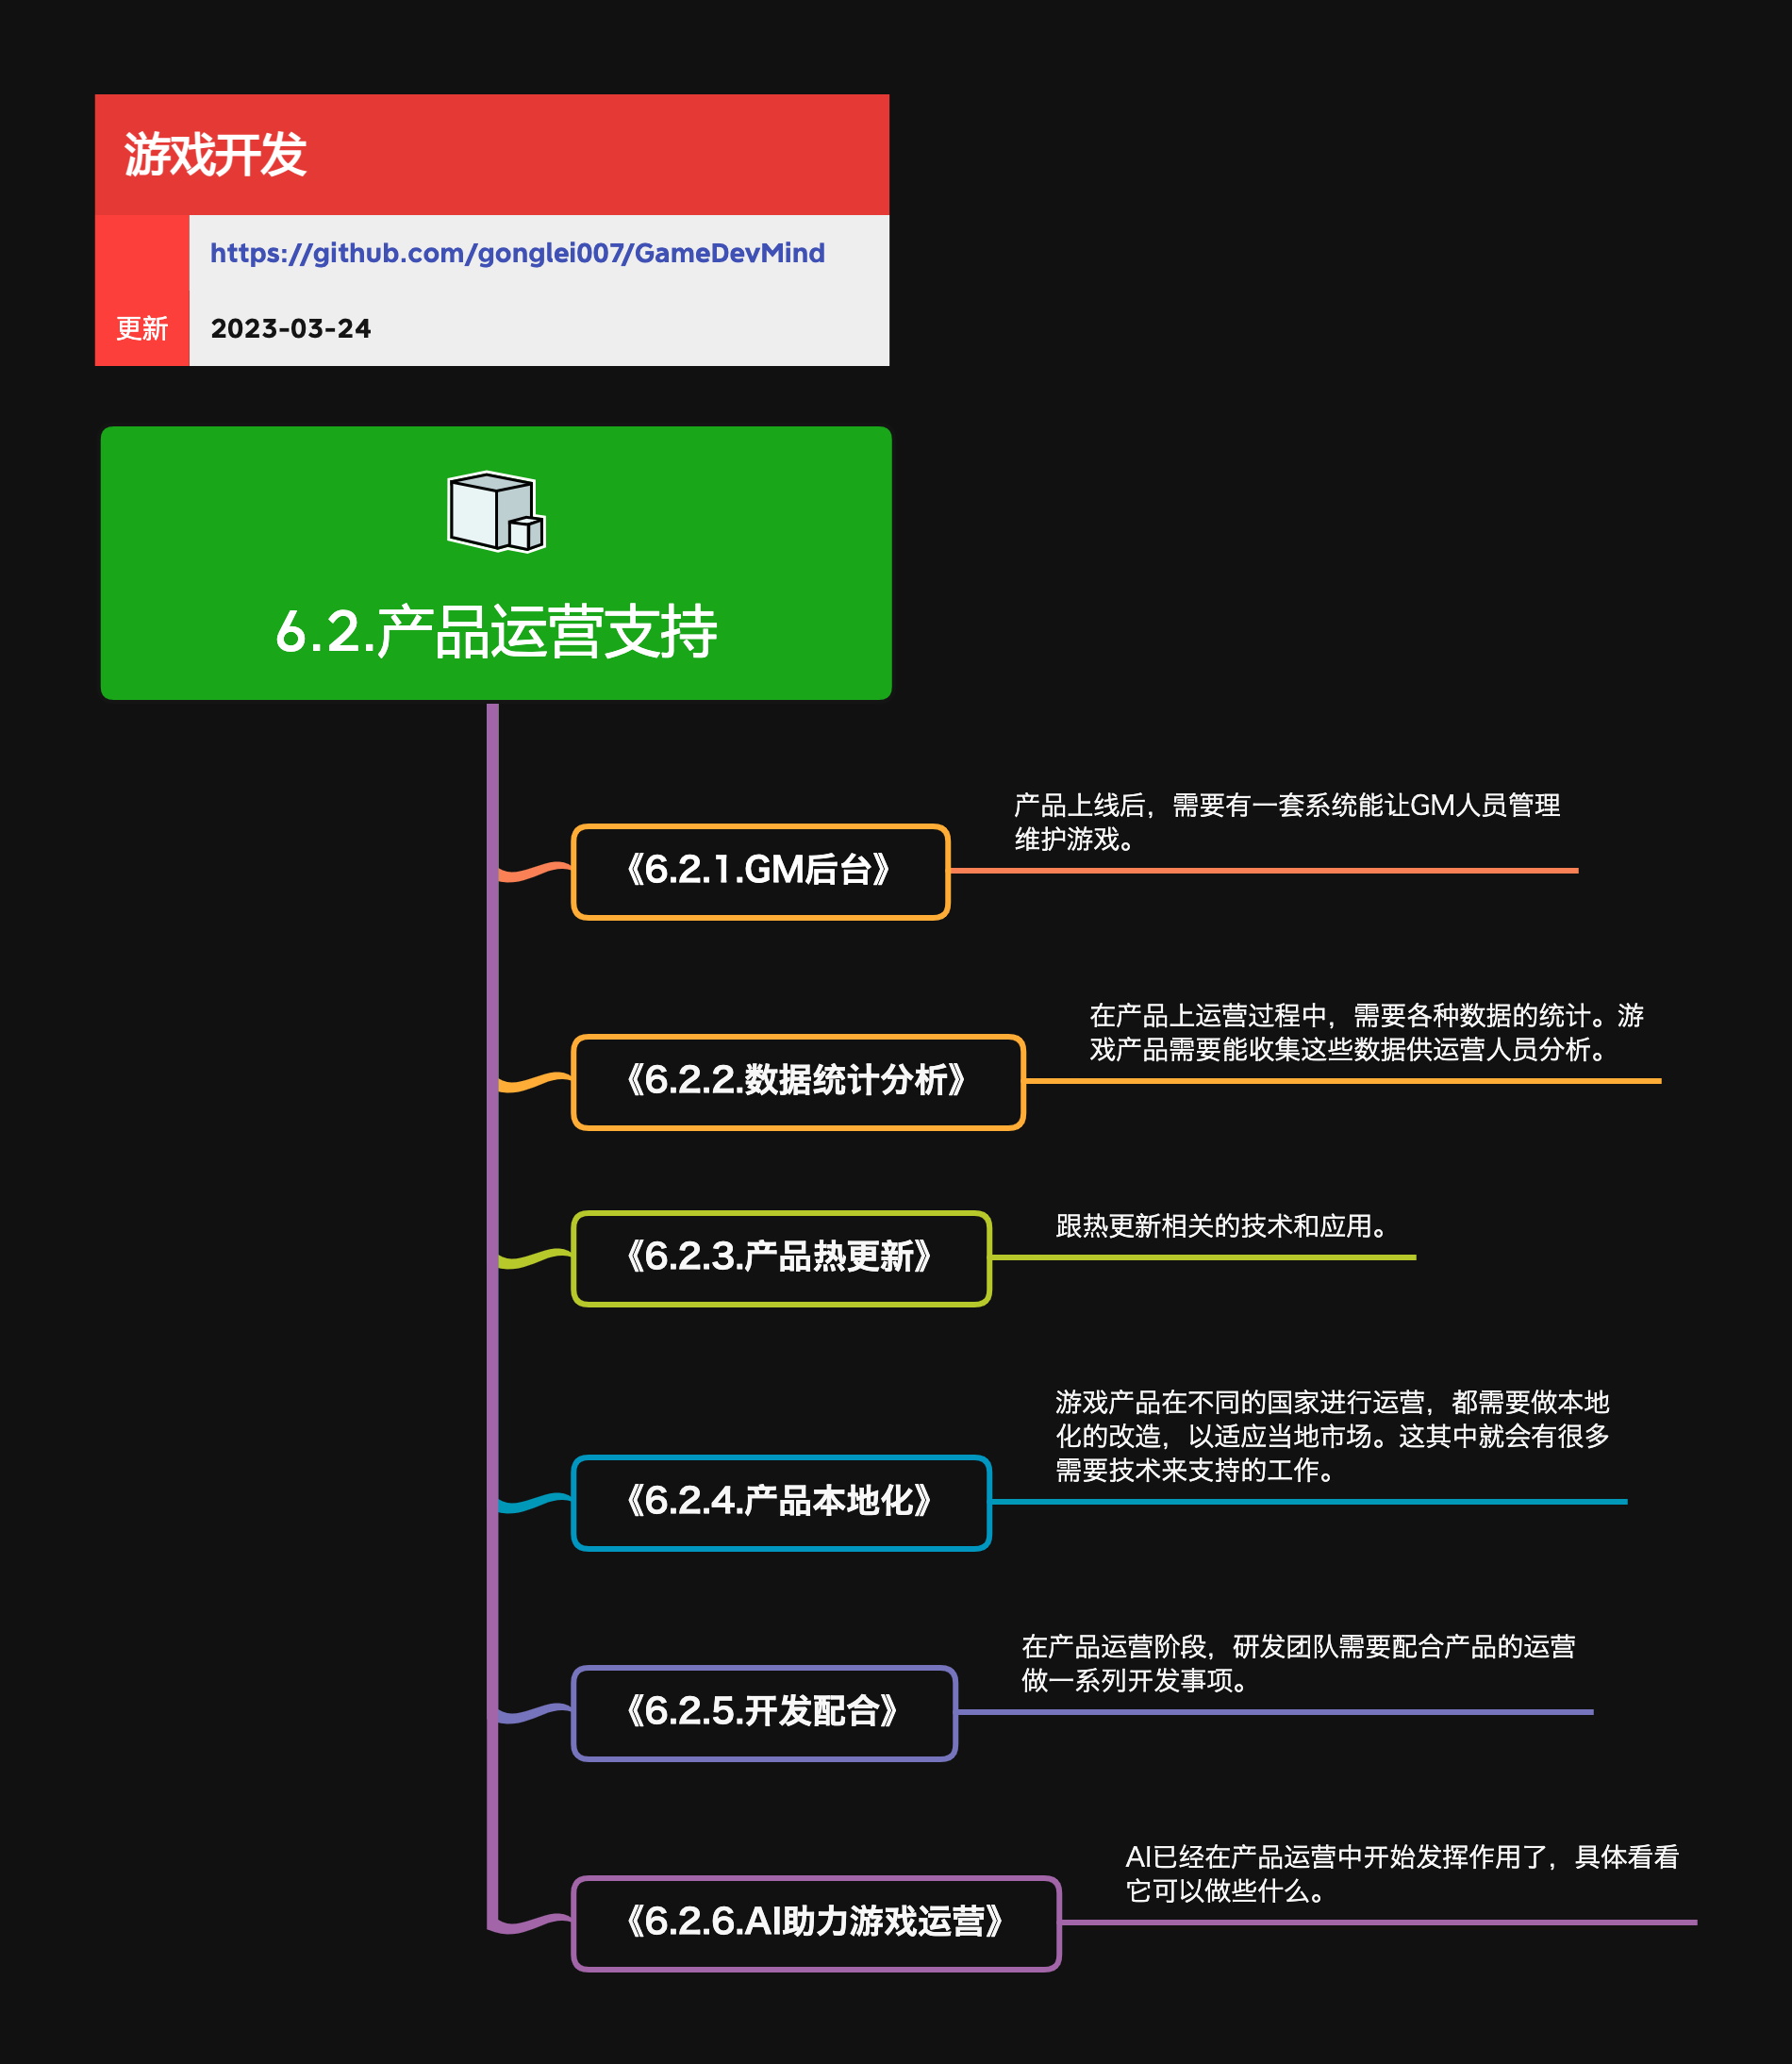 游戏开发
https://github.com/gonglei007/GameDevMind
更新 2023-03-24
6.2.产品运营支持
《6.2.1.GM后台》
产品上线后，需要有一套系统能让GM人员管理
维护游戏。
《6.2.2.数据统计分析》
在产品上运营过程中，需要各种数据的统计。游
戏产品需要能收集这些数据供运营人员分析。
《6.2.3.产品热更新》
跟热更新相关的技术和应用。
《6.2.4.产品本地化》
游戏产品在不同的国家进行运营，都需要做本地
化的改造，以适应当地市场。这其中就会有很多
需要技术来支持的工作。
《6.2.5.开发配合》
在产品运营阶段，研发团队需要配合产品的运营
做一系列开发事项。
《6.2.6.AI助力游戏运营》
AI已经在产品运营中开始发挥作用了，具体看看
它可以做些什么。